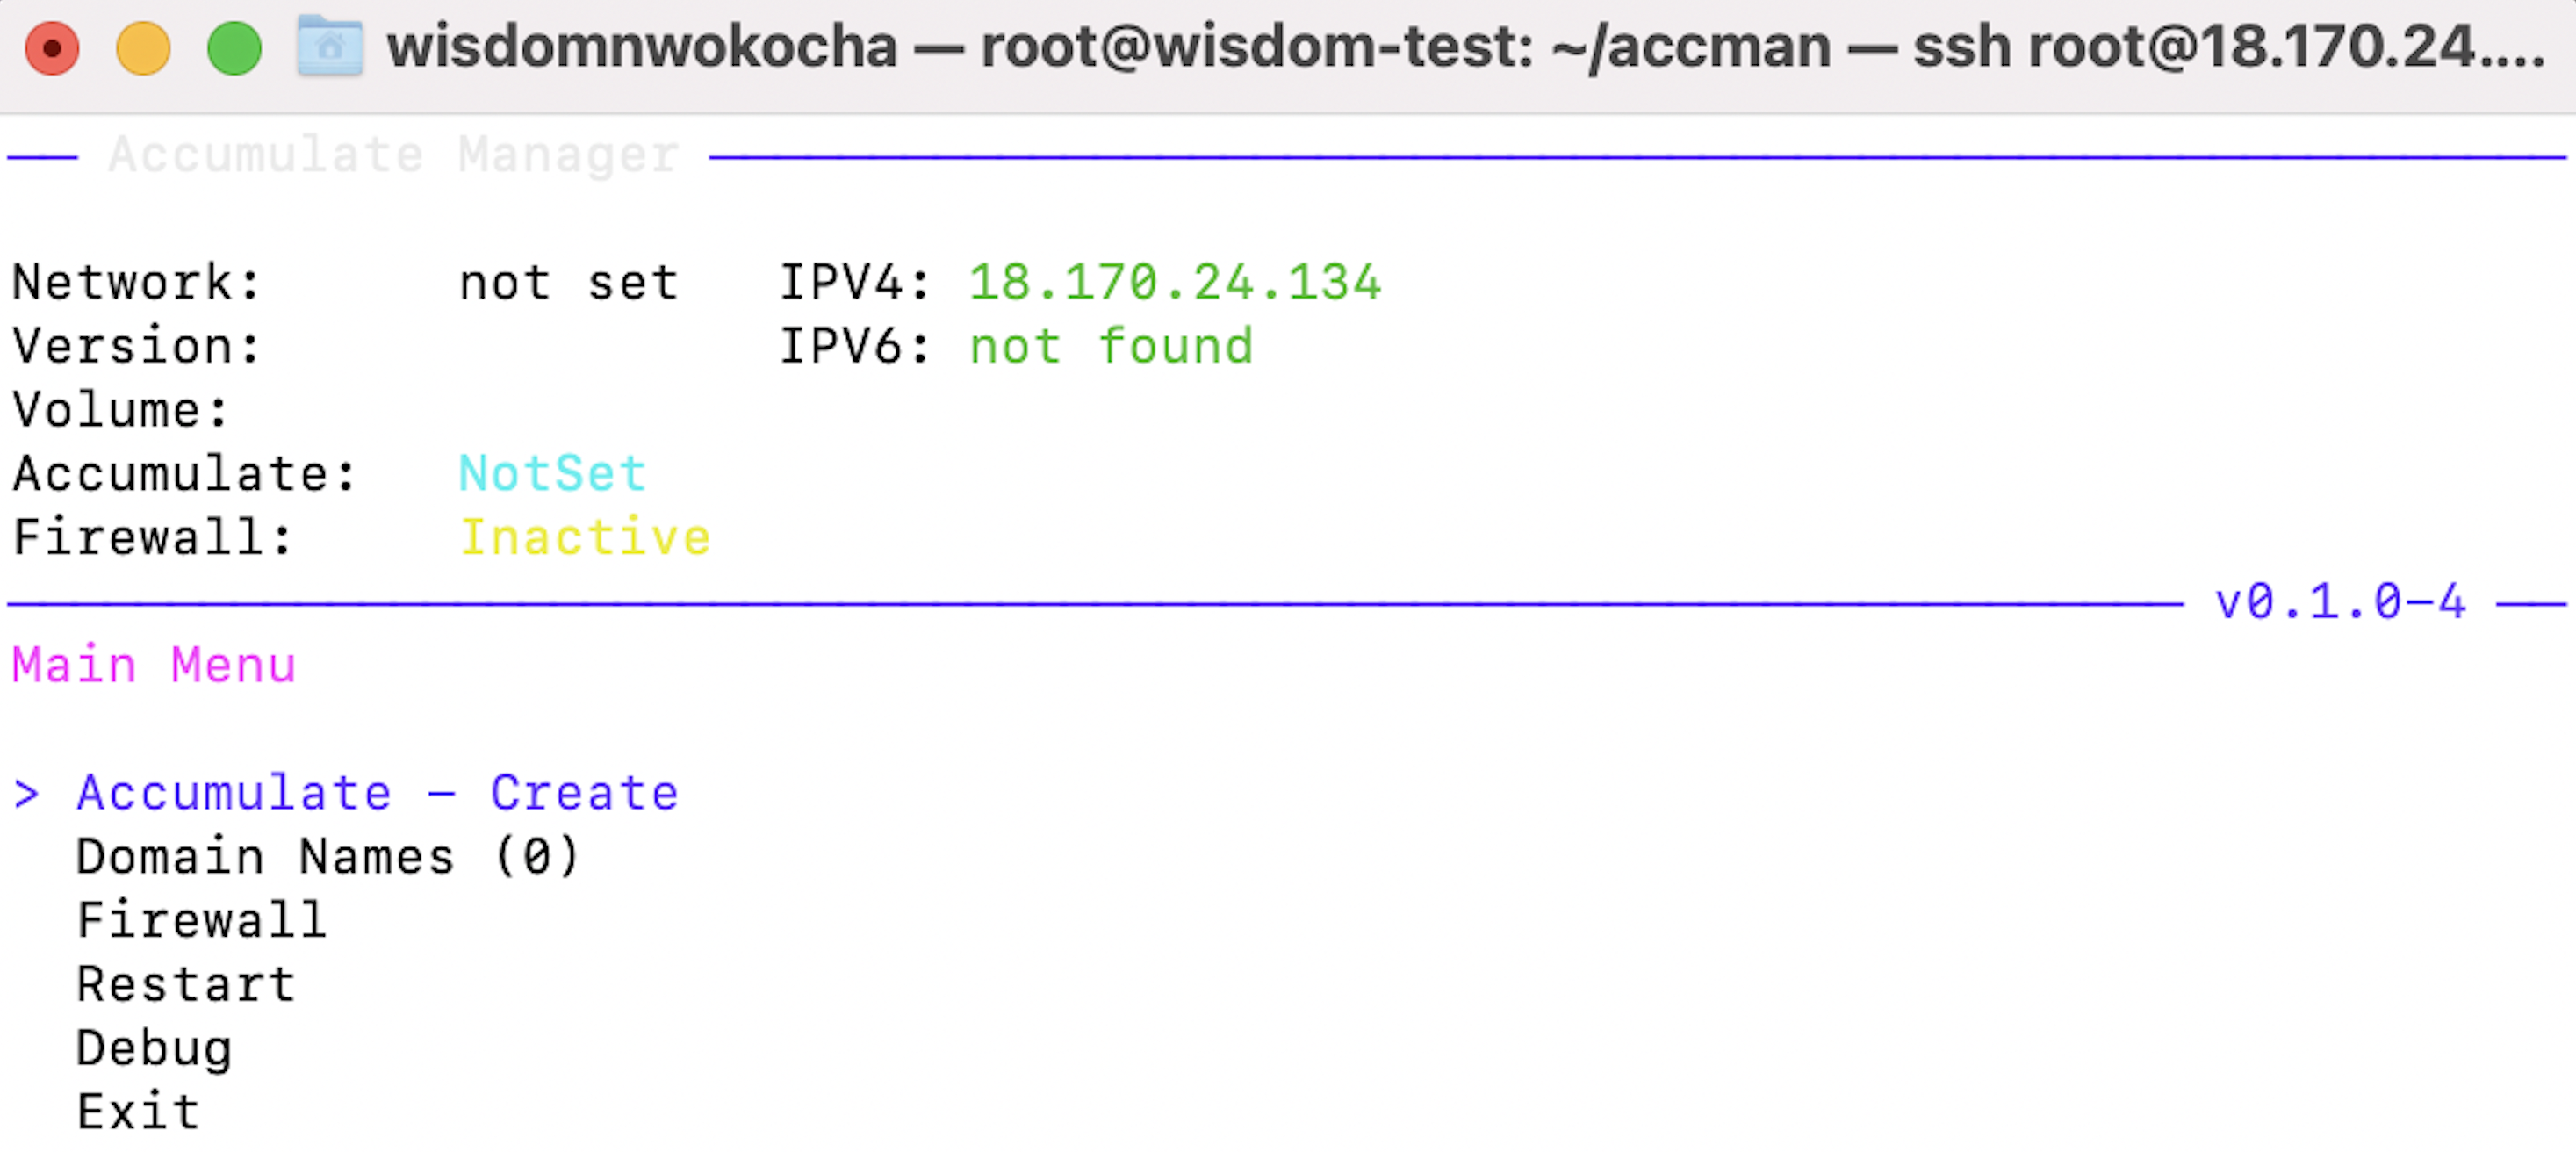 wisdomnwokocha — root@wisdom-test: ~/accman — ssh root@18.170.24....
Accumulate Manager
Network: not set IPV4: 18.170.24.134
Version: IPV6: not found
Volume:
Accumulate: NotSet
Firewall: Inactive
v0.1.0-4
Main Menu
> Accumulate - Create
Domain Names (0)
Firewall
Restart
Debug
Exit